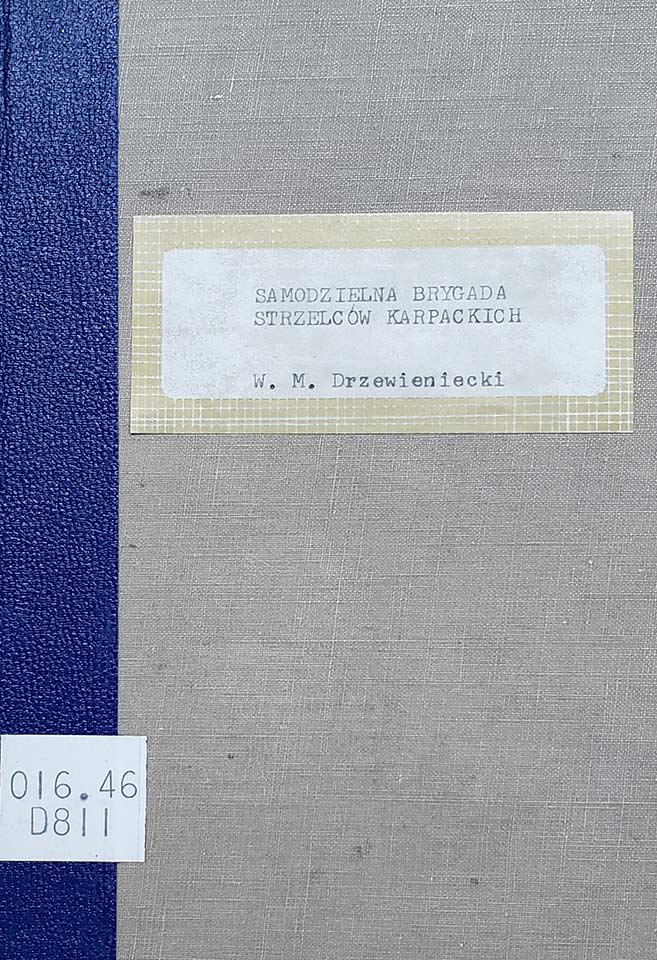 SAMODZIELNA BRYGADA
STRZELCÓW KARPACKICH
W. M. Drzewieniecki
016.46
D811